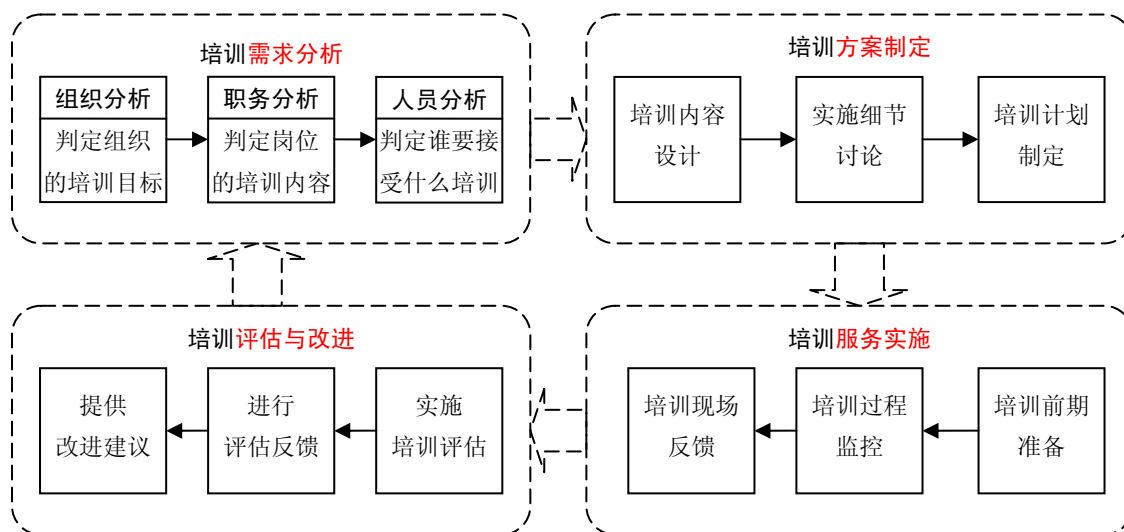 培训需求分析
组织分析
判定组织
的培训目标
职务分析
判定岗位
的培训内容
人员分析
判定谁要接
受什么培训
培训方案制定
培训内容
设计
实施细节
讨论
培训计划
制定
培训评估与改进
提供
改进建议
进行
评估反馈
实施
培训评估
培训服务实施
培训现场
反馈
培训过程
监控
培训前期
准备